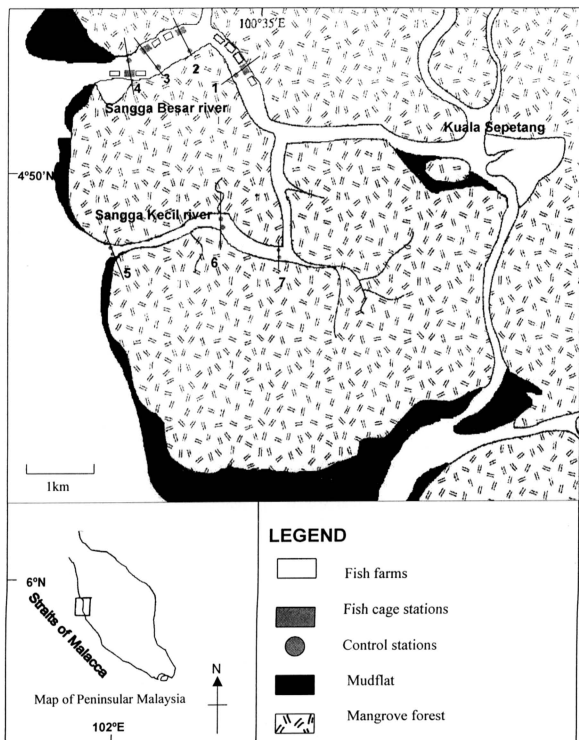 100°35'E
2
3
1
4
Sangga Besar river
Kuala Sepetang
4°50'N
Sangga Kecil river
6
7
5
1km
6ºN
Straits of Malacca
N
Map of Peninsular Malaysia
102ºE
LEGEND
Fish farms
Fish cage stations
Control stations
Mudflat
Mangrove forest